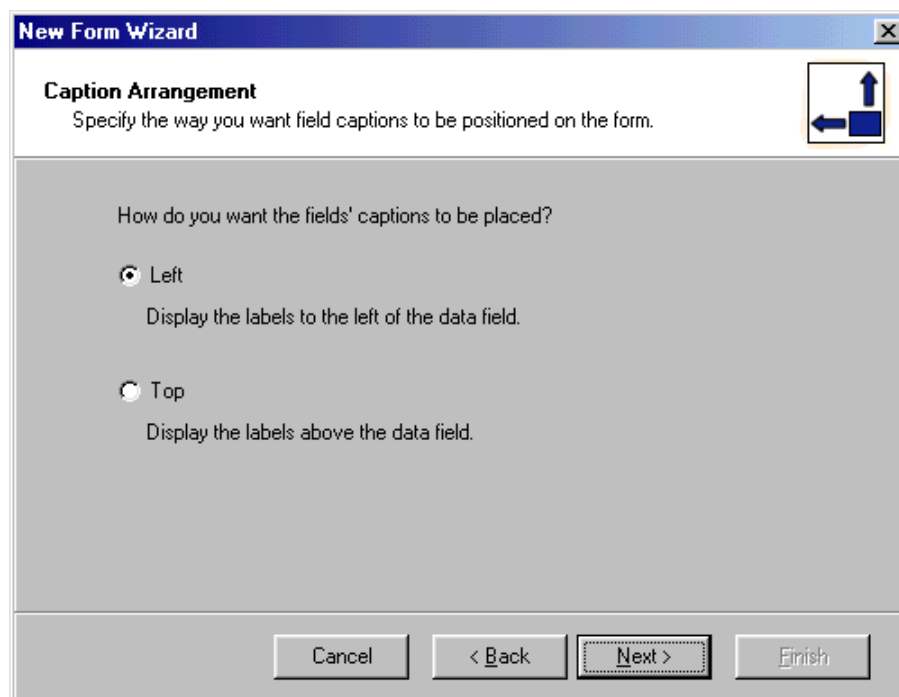 New Form Wizard
Caption Arrangement
Specify the way you want field captions to be positioned on the form.
How do you want the fields' captions to be placed?
Left
Display the labels to the left of the data field.
Top
Display the labels above the data field.
Cancel
< Back
Next >
Finish